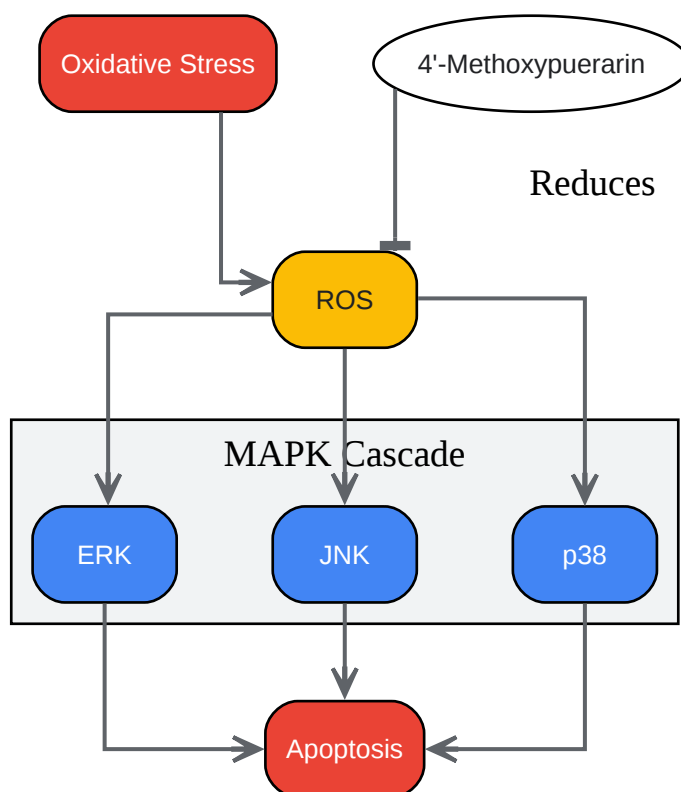 Oxidative Stress
4'-Methoxypuerarin
Reduces
ROS
MAPK Cascade
ERK
JNK
p38
Apoptosis